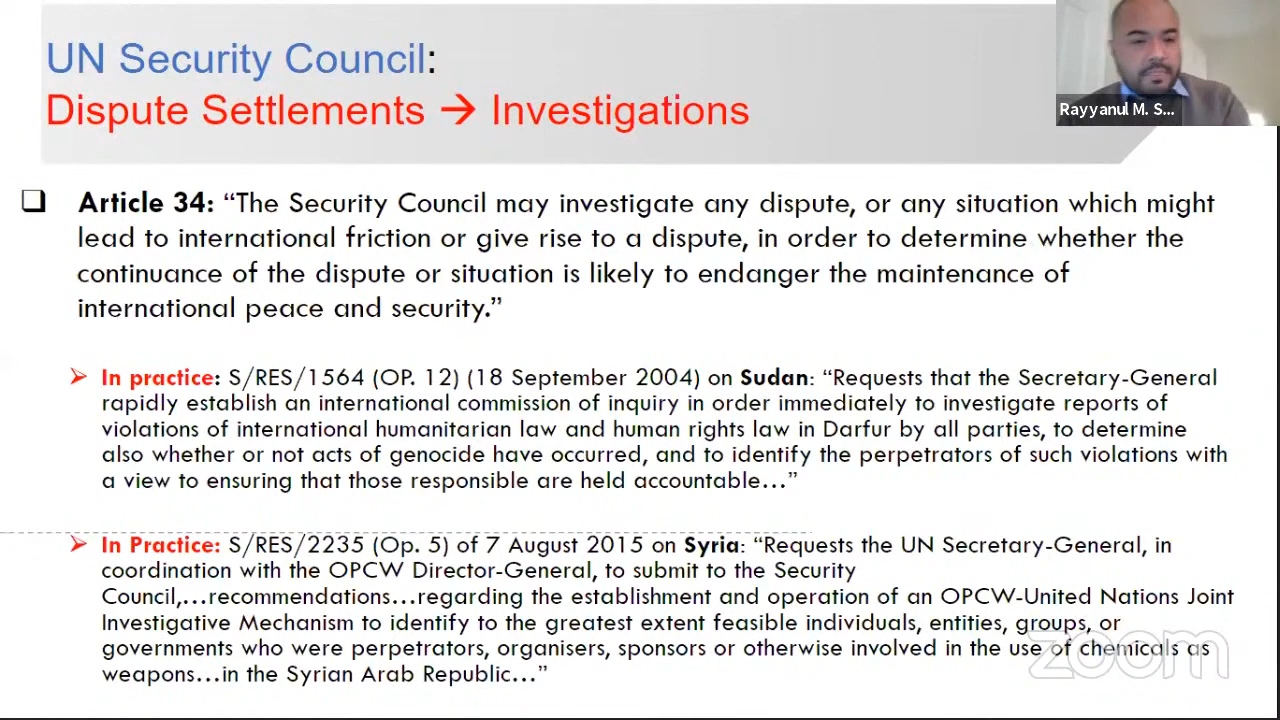 UN Security Council:
Dispute Settlements → Investigations
Rayyanul M. S...
❑ Article 34: “The Security Council may investigate any dispute, or any situation which might
lead to international friction or give rise to a dispute, in order to determine whether the
continuance of the dispute or situation is likely to endanger the maintenance of
international peace and security.”
➢ In practice: S/RES/1564 (OP. 12) (18 September 2004) on Sudan: “Requests that the Secretary-General
rapidly establish an international commission of inquiry in order immediately to investigate reports of
violations of international humanitarian law and human rights law in Darfur by all parties, to determine
also whether or not acts of genocide have occurred, and to identify the perpetrators of such violations with
a view to ensuring that those responsible are held accountable…”
➢ In Practice: S/RES/2235 (Op. 5) of 7 August 2015 on Syria: “Requests the UN Secretary-General, in
coordination with the OPCW Director-General, to submit to the Security
Council,…recommendations…regarding the establishment and operation of an OPCW-United Nations Joint
Investigative Mechanism to identify to the greatest extent feasible individuals, entities, groups, or
governments who were perpetrators, organisers, sponsors or otherwise involved in the use of chemicals as
weapons…in the Syrian Arab Republic…”
zoom